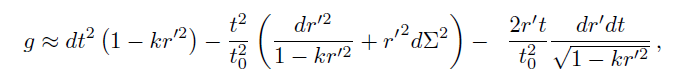 g ≈ dt² (1 − kr′²) − t²/t₀² ( dr′²/(1 − kr′²) + r′² dΣ² ) − 2r′t/t₀² dr′dt/√(1 − kr′²) ,